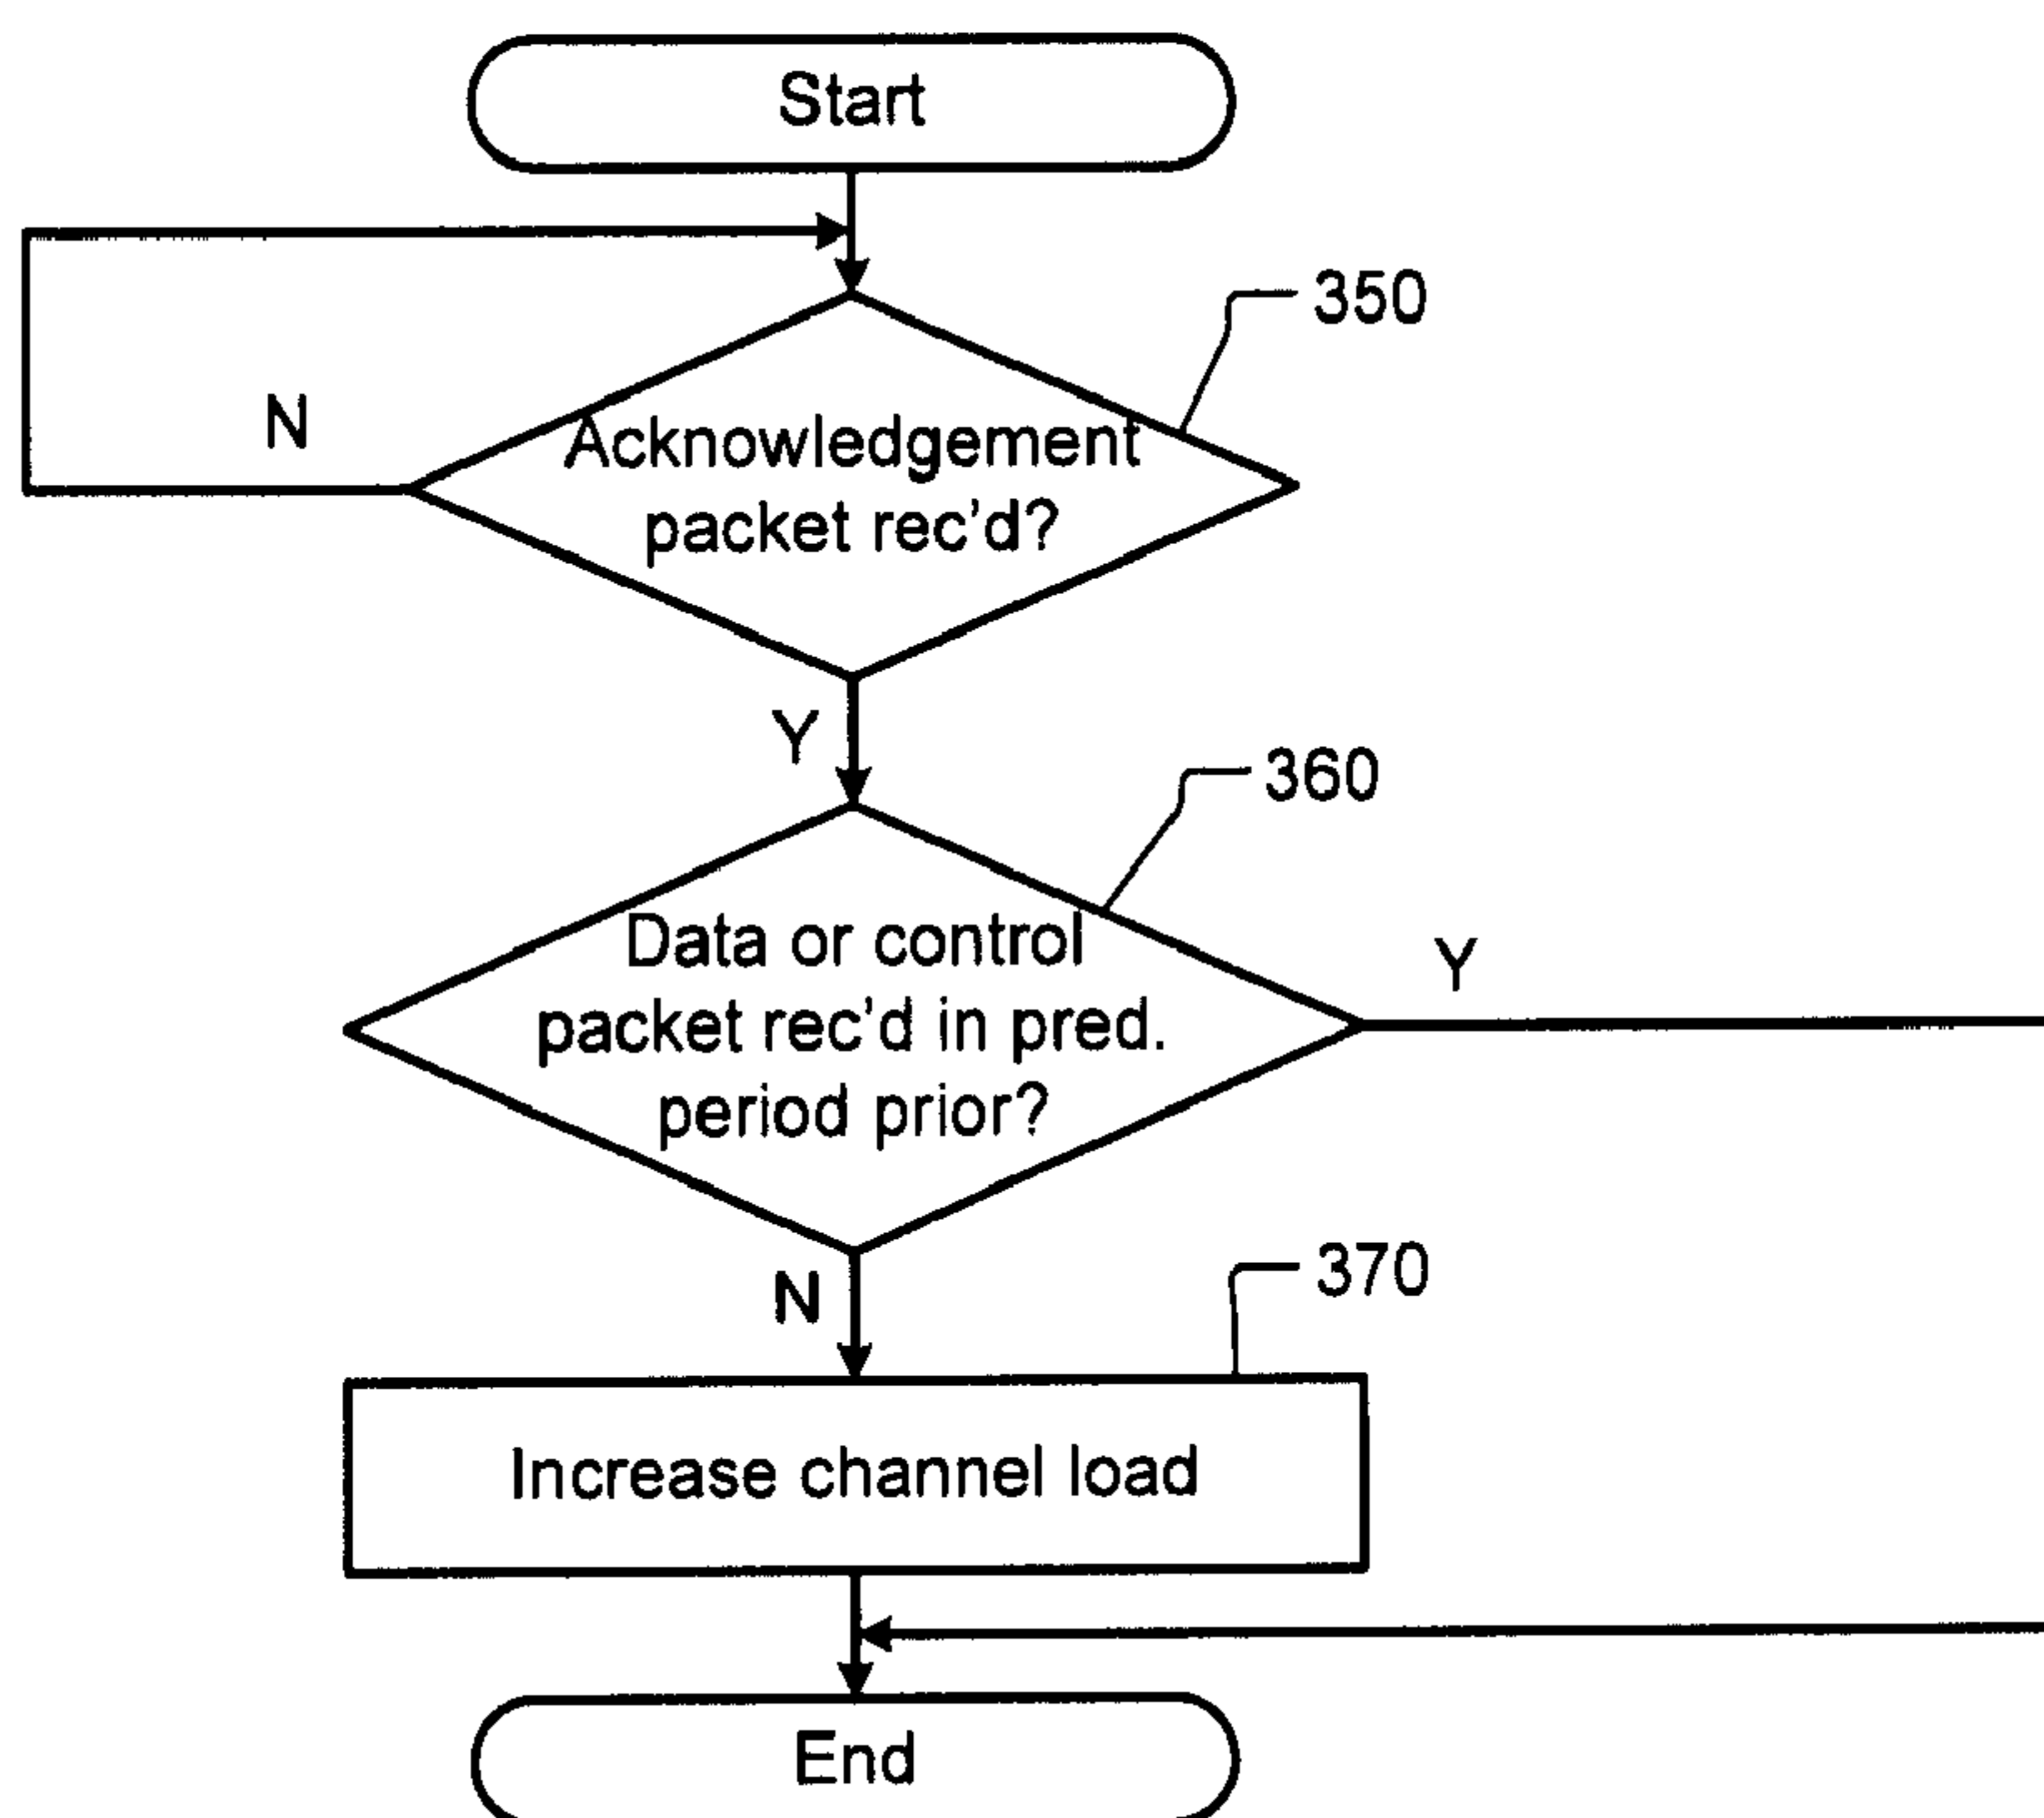 Start
350
N
Acknowledgement
packet rec'd?
Y
360
Data or control
packet rec'd in pred.
period prior?
Y
N
370
Increase channel load
End